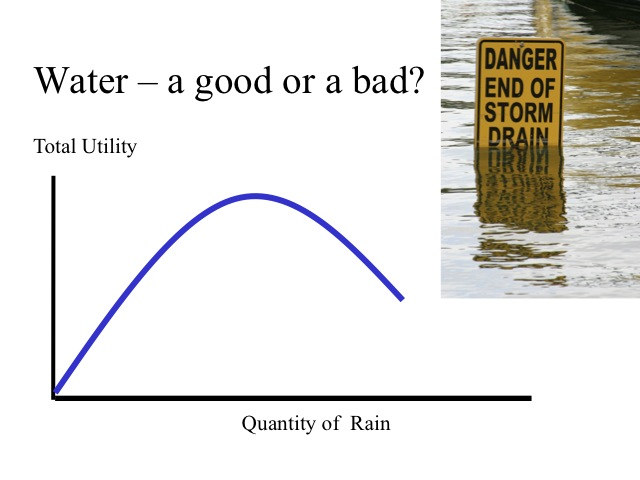 Water – a good or a bad?
DANGER
END OF
STORM
DRAIN
Total Utility
Quantity of  Rain